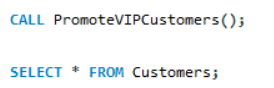 CALL PromoteVIPCustomers();
SELECT * FROM Customers;